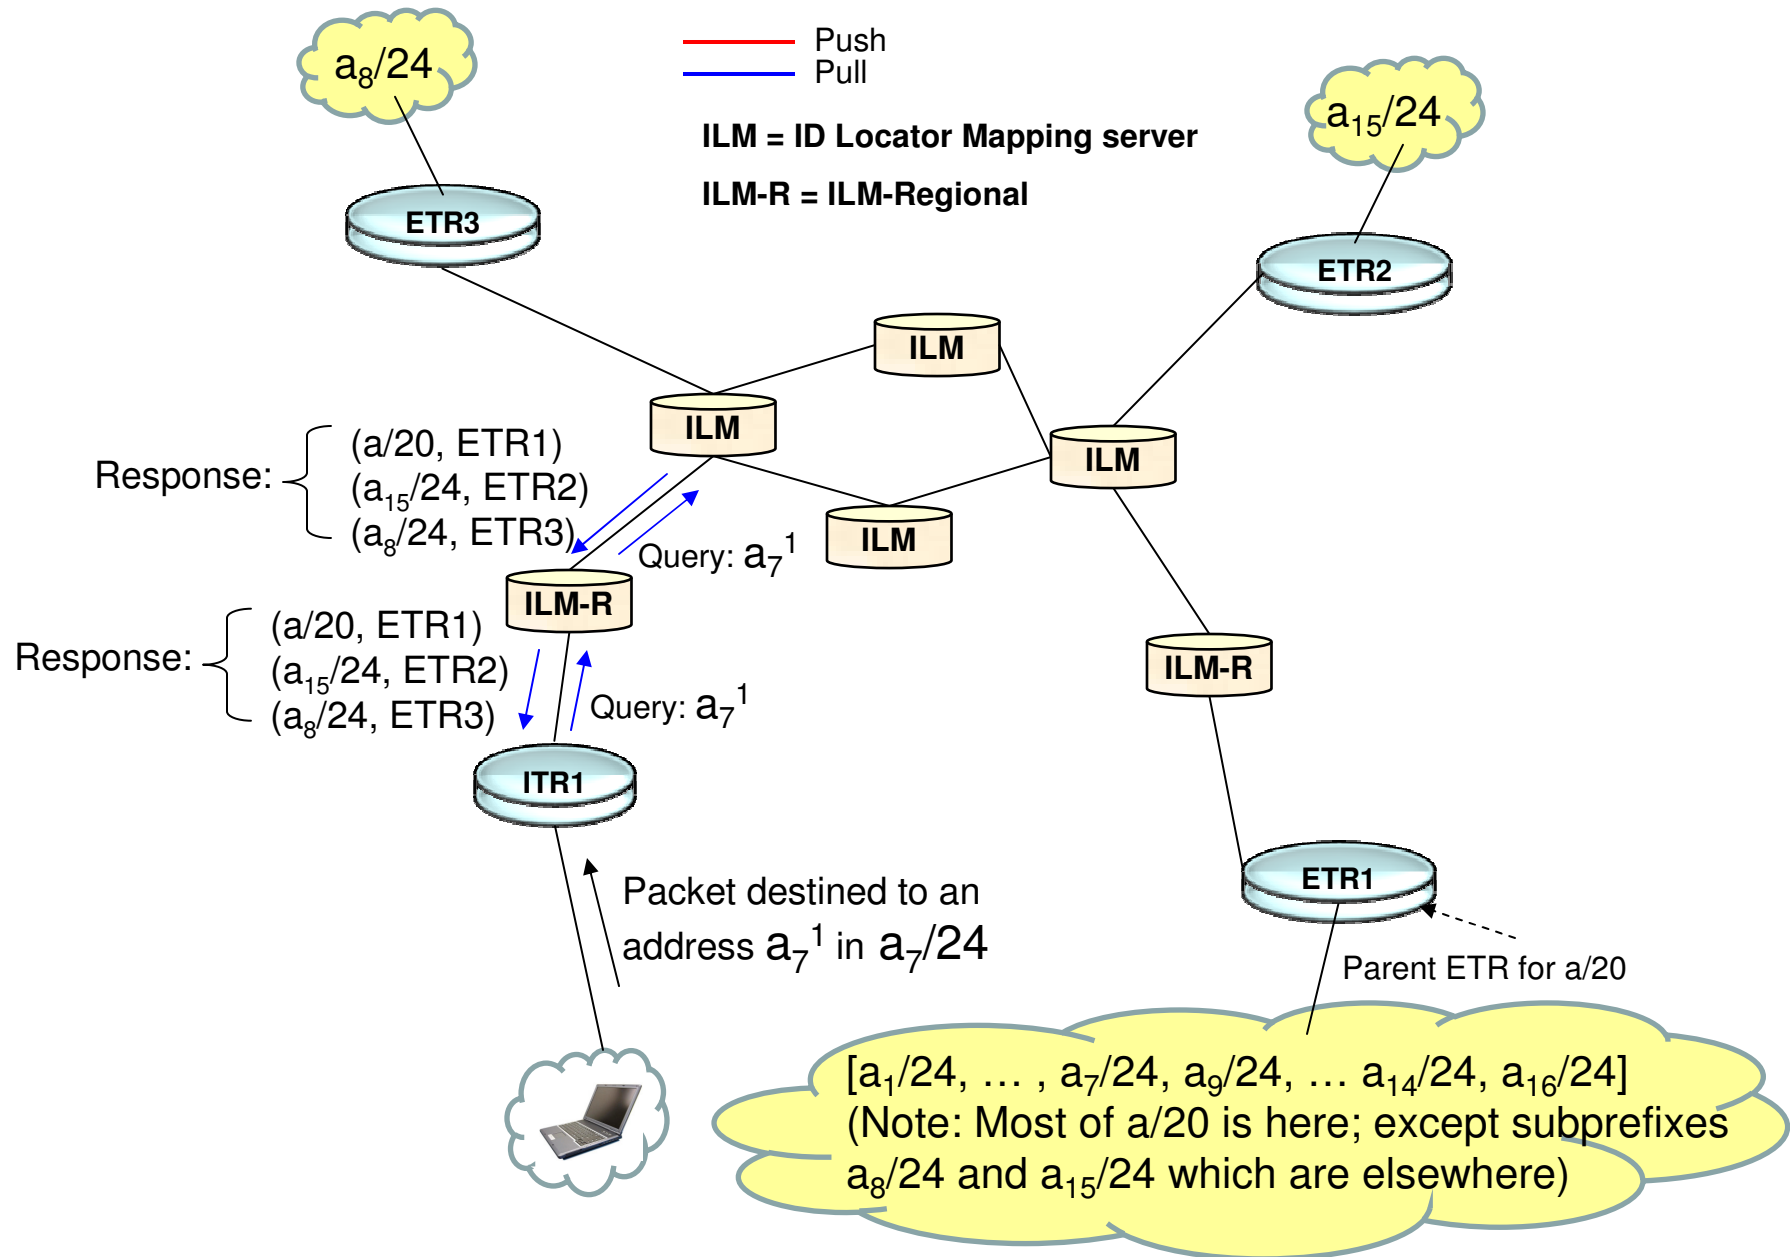 a₈/24
Push
Pull
ILM = ID Locator Mapping server
ILM-R = ILM-Regional
a₁₅/24
ETR3
ETR2
ILM
ILM
ILM
ILM
Response:
(a/20, ETR1)
(a₁₅/24, ETR2)
(a₈/24, ETR3)
Query: a₇¹
ILM-R
Response:
(a/20, ETR1)
(a₁₅/24, ETR2)
(a₈/24, ETR3)
Query: a₇¹
ILM-R
ITR1
Packet destined to an
address a₇¹ in a₇/24
ETR1
Parent ETR for a/20
[a₁/24, … , a₇/24, a₉/24, … a₁₄/24, a₁₆/24]
(Note: Most of a/20 is here; except subprefixes
a₈/24 and a₁₅/24 which are elsewhere)